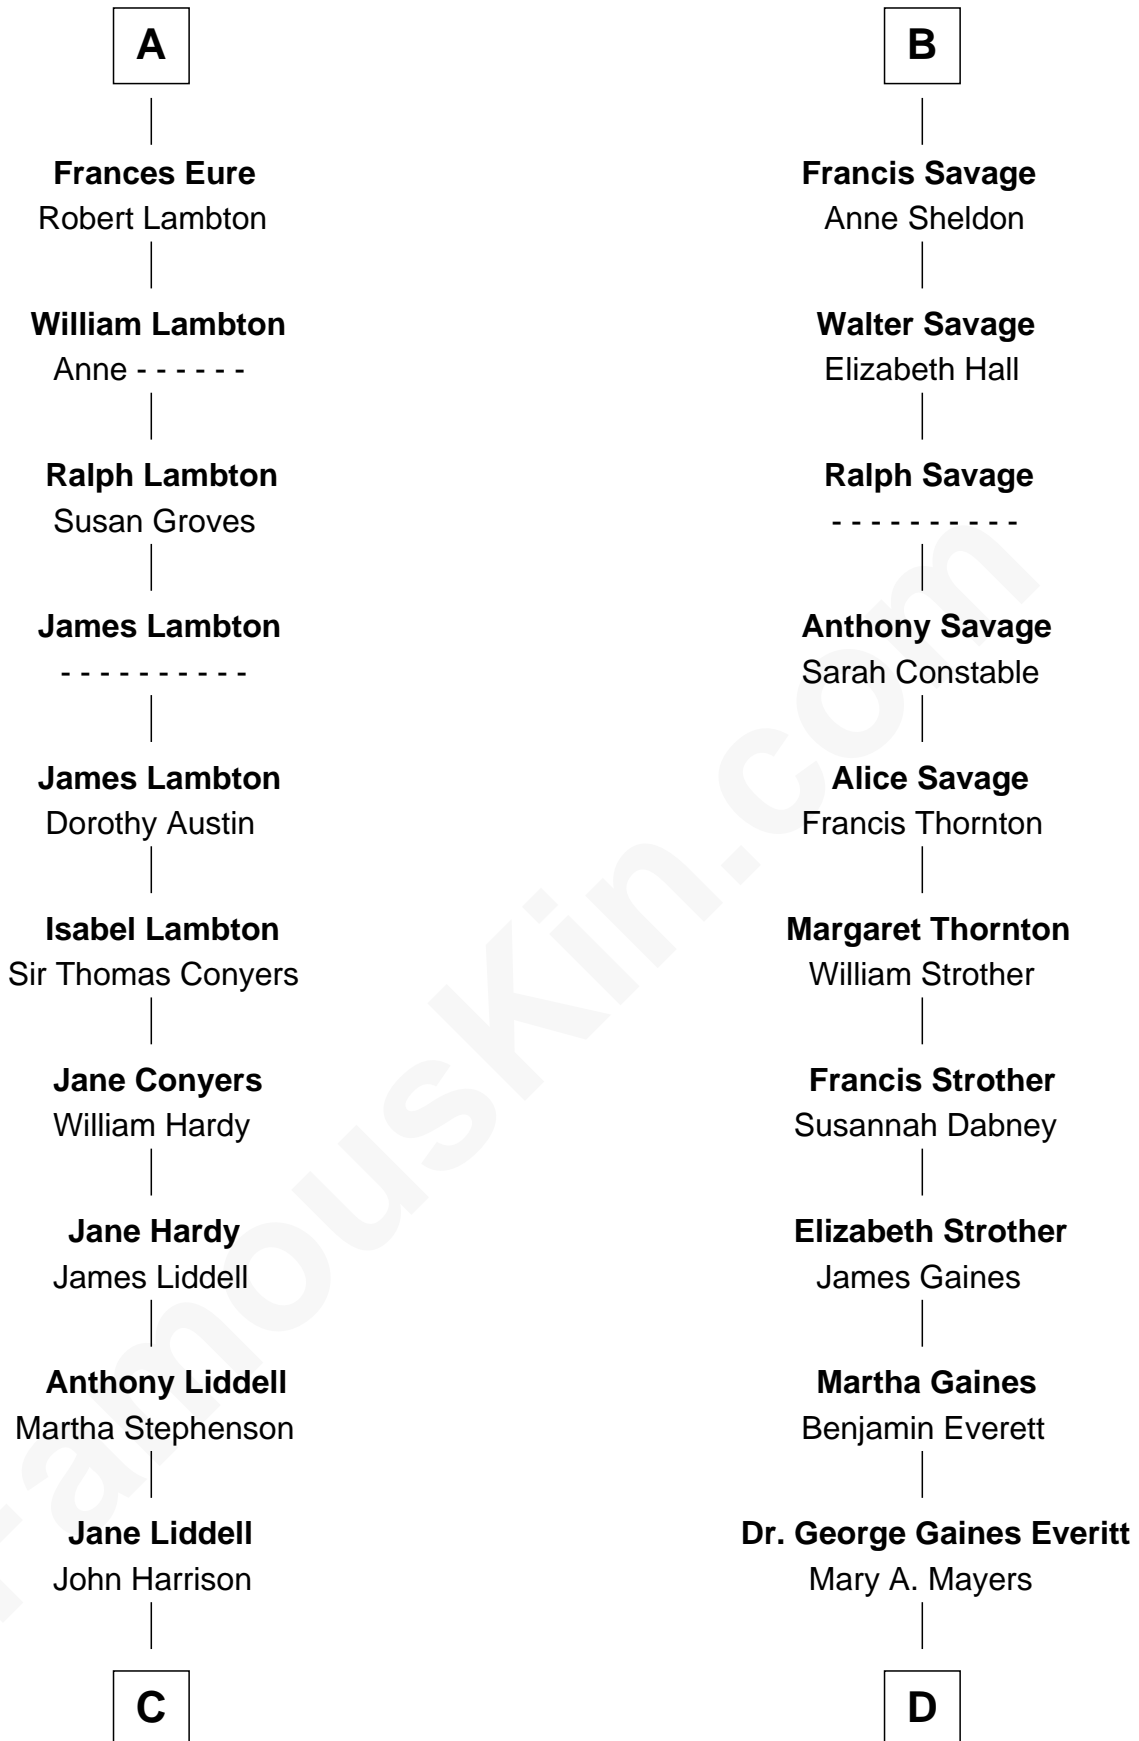 A
Frances Eure
Robert Lambton
William Lambton
Anne - - - - - -
Ralph Lambton
Susan Groves
James Lambton
- - - - - - - - - -
James Lambton
Dorothy Austin
Isabel Lambton
Sir Thomas Conyers
Jane Conyers
William Hardy
Jane Hardy
James Liddell
Anthony Liddell
Martha Stephenson
Jane Liddell
John Harrison
C
B
Francis Savage
Anne Sheldon
Walter Savage
Elizabeth Hall
Ralph Savage
- - - - - - - - - -
Anthony Savage
Sarah Constable
Alice Savage
Francis Thornton
Margaret Thornton
William Strother
Francis Strother
Susannah Dabney
Elizabeth Strother
James Gaines
Martha Gaines
Benjamin Everett
Dr. George Gaines Everitt
Mary A. Mayers
D
FamousKin.com